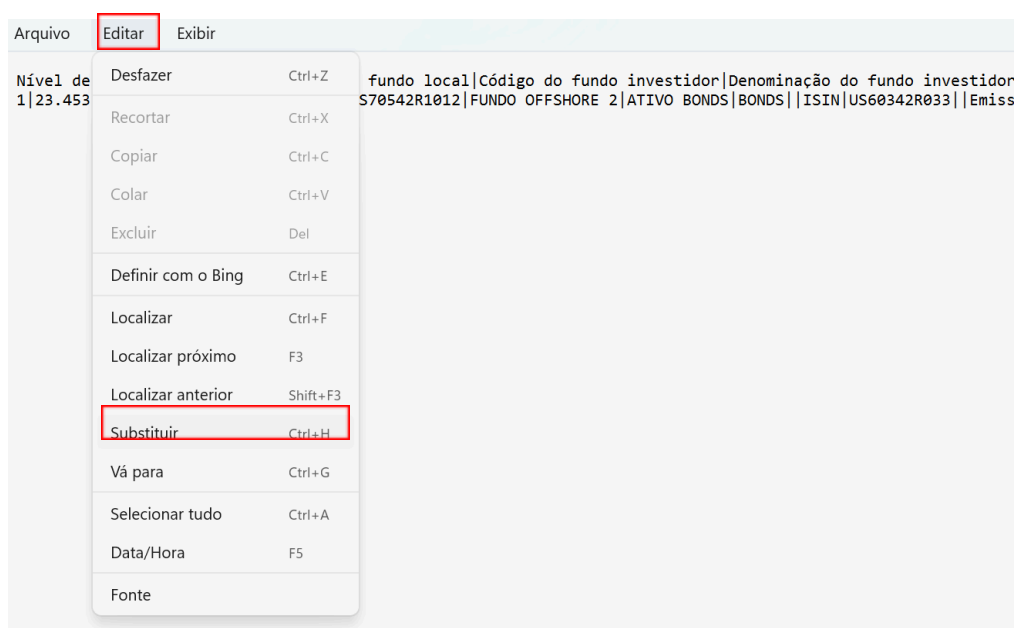 Arquivo Editar Exibir
Nível de fundo local|Código do fundo investidor|Denominação do fundo investidor
1|23.453 S70542R1012|FUNDO OFFSHORE 2|ATIVO BONDS|BONDS||ISIN|US60342R033||Emiss
Desfazer Ctrl+Z
Recortar Ctrl+X
Copiar Ctrl+C
Colar Ctrl+V
Excluir Del
Definir com o Bing Ctrl+E
Localizar Ctrl+F
Localizar próximo F3
Localizar anterior Shift+F3
Substituir Ctrl+H
Vá para Ctrl+G
Selecionar tudo Ctrl+A
Data/Hora F5
Fonte